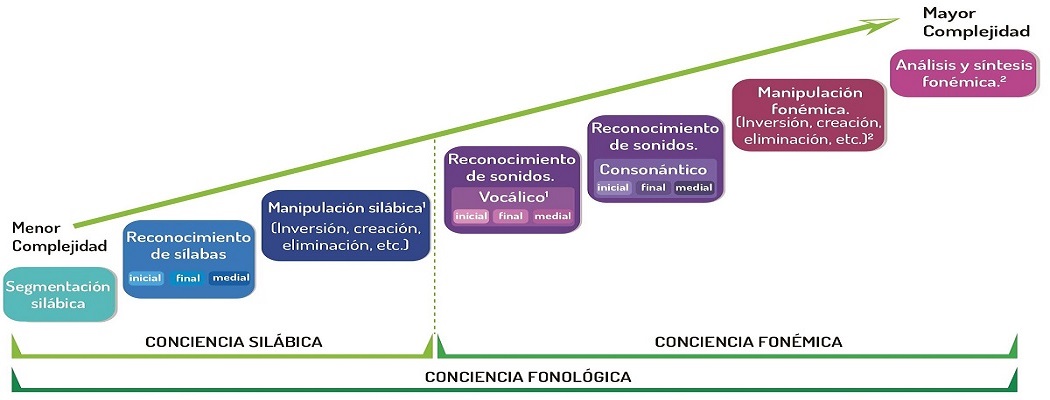 Mayor
Complejidad
Análisis y síntesis
fonémica.²
Manipulación
fonémica.
(Inversión, creación,
eliminación, etc.)²
Reconocimiento
de sonidos.
Consonántico
inicial final medial
Reconocimiento
de sonidos.
Vocálico¹
inicial final medial
Manipulación silábica¹
(Inversión, creación,
eliminación, etc.)
Menor
Complejidad
Reconocimiento
de sílabas
inicial final medial
Segmentación
silábica
CONCIENCIA SILÁBICA
CONCIENCIA FONÉMICA
CONCIENCIA FONOLÓGICA